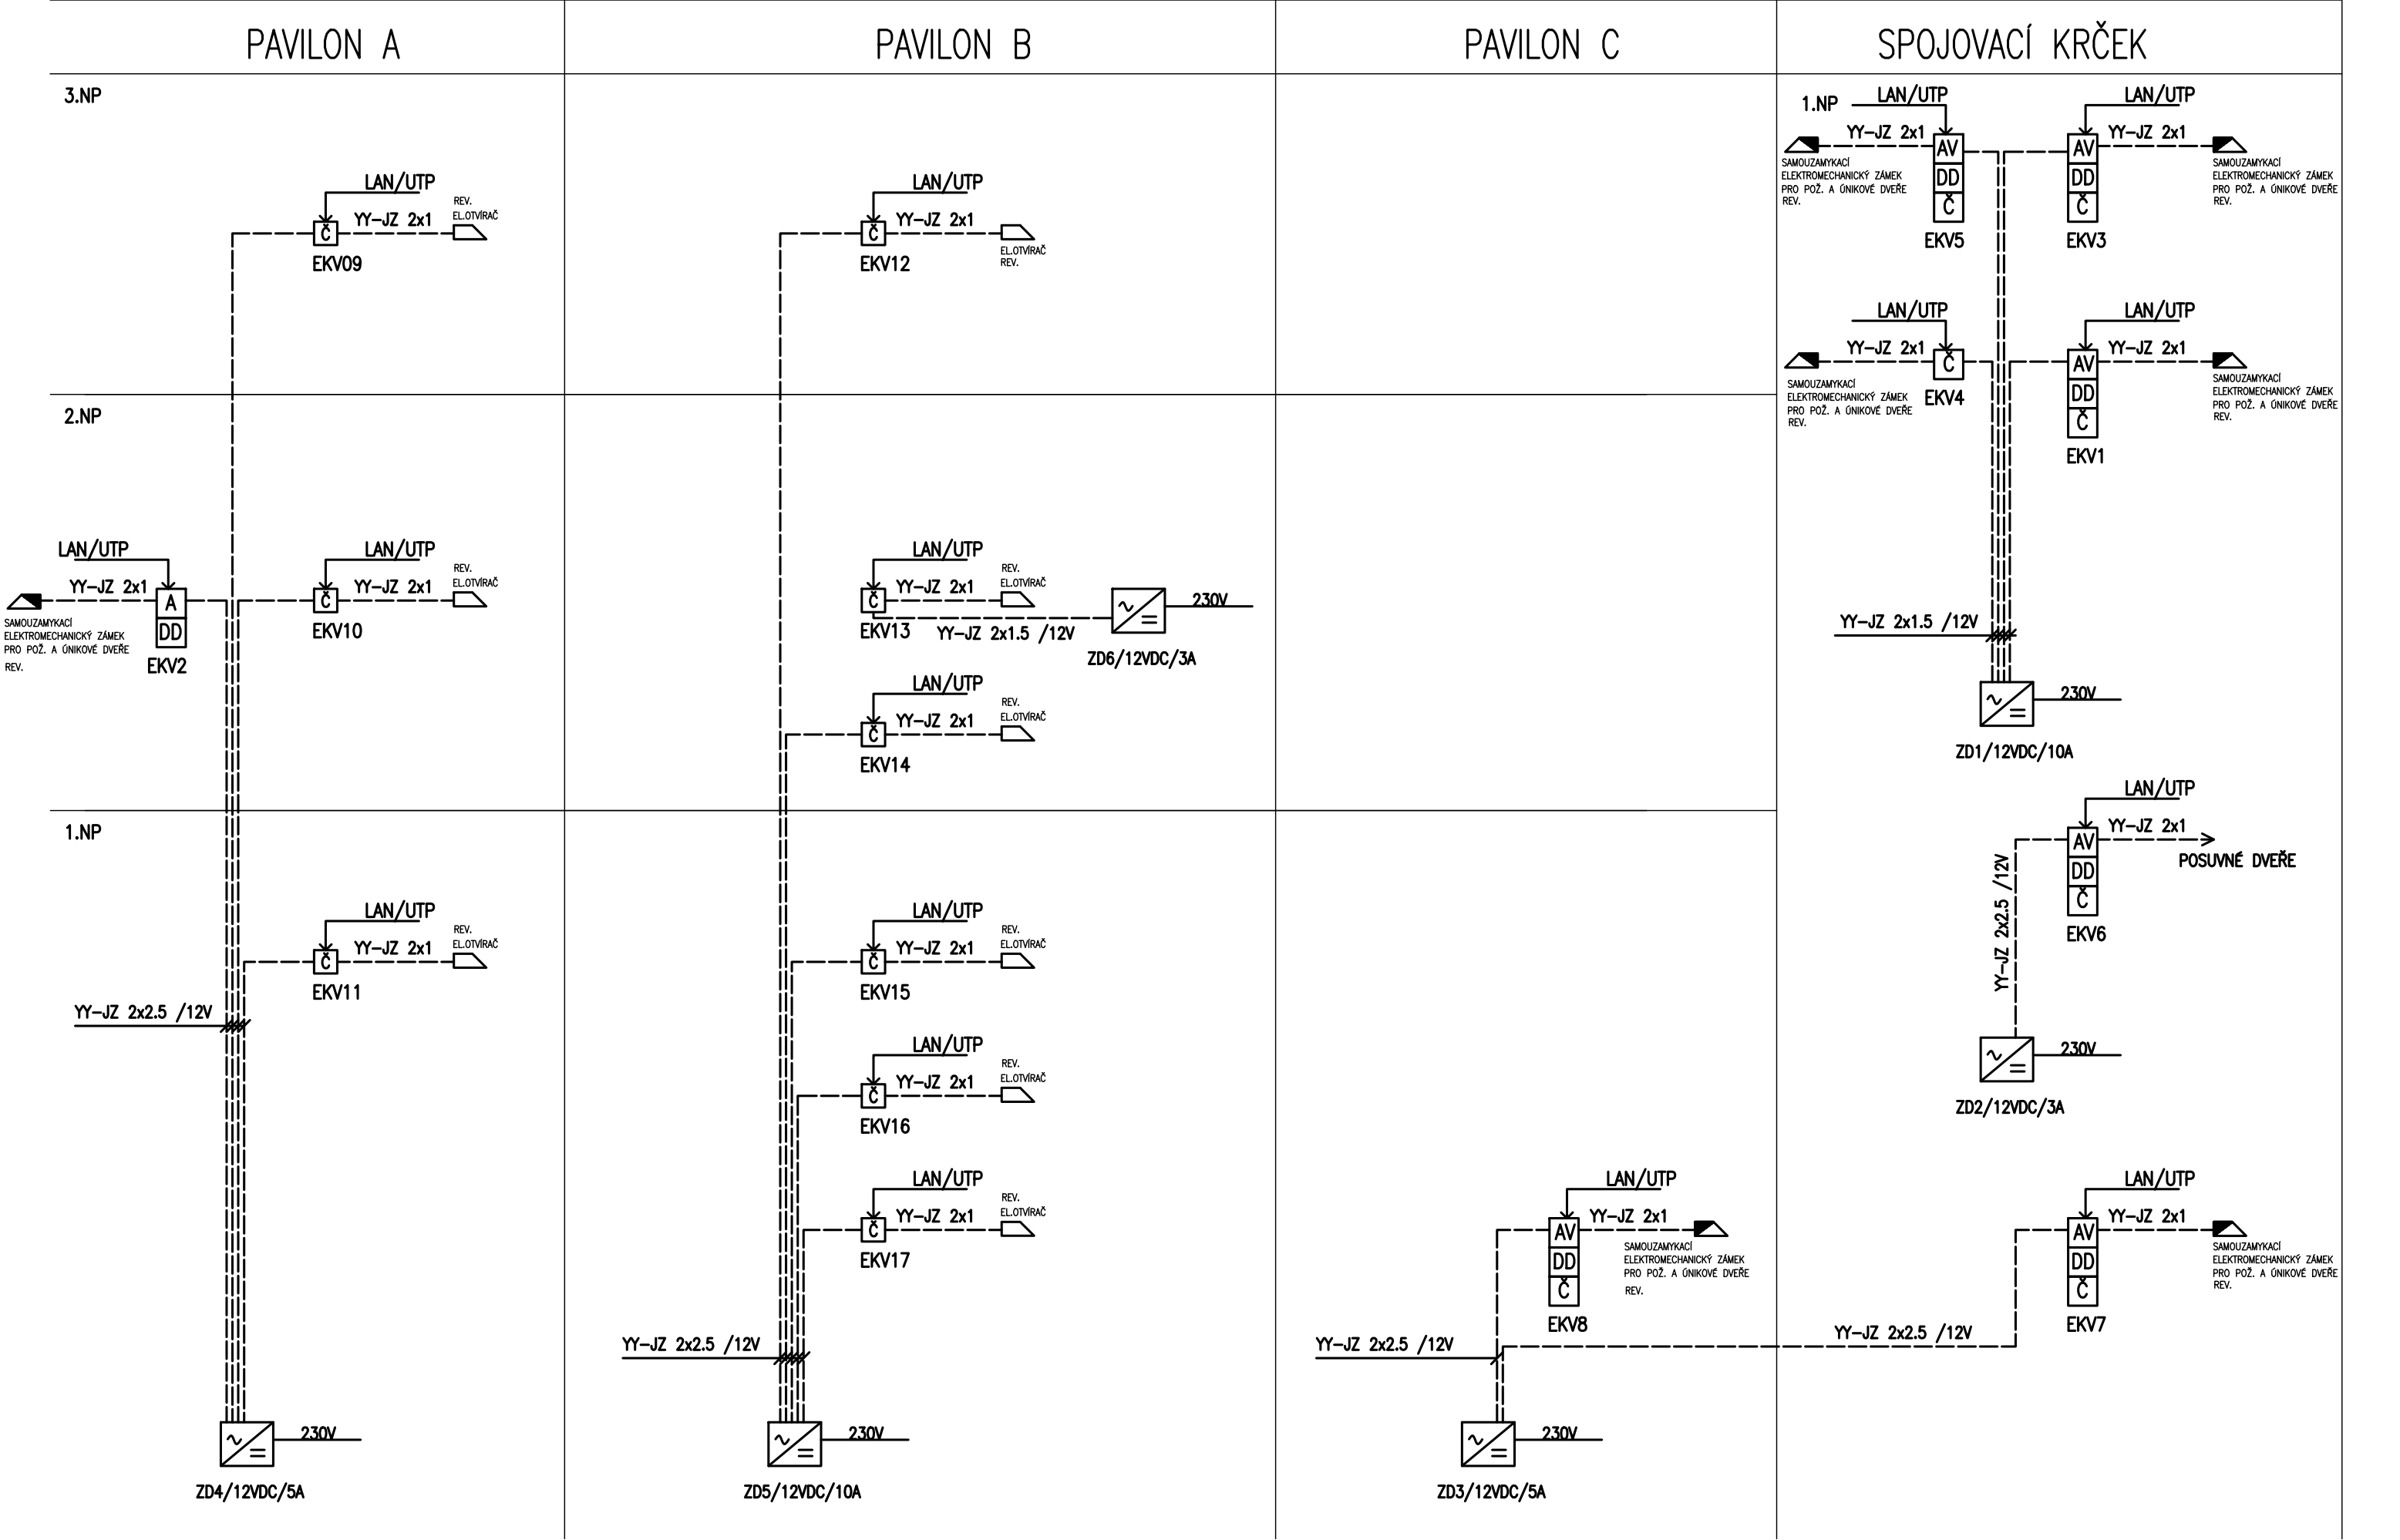 PAVILON A
PAVILON B
PAVILON C
SPOJOVACÍ KRČEK
3.NP
LAN/UTP
YY-JZ 2x1
REV.
EL.OTVÍRAČ
Č
EKV09
LAN/UTP
YY-JZ 2x1
Č
EL.OTVÍRAČ
REV.
EKV12
1.NP
LAN/UTP
YY-JZ 2x1
AV
DD
Č
EKV5
SAMOUZAMYKACÍ
ELEKTROMECHANICKÝ ZÁMEK
PRO POŽ. A ÚNIKOVÉ DVEŘE
REV.
LAN/UTP
YY-JZ 2x1
AV
DD
Č
EKV3
SAMOUZAMYKACÍ
ELEKTROMECHANICKÝ ZÁMEK
PRO POŽ. A ÚNIKOVÉ DVEŘE
REV.
LAN/UTP
YY-JZ 2x1
Č
EKV4
SAMOUZAMYKACÍ
ELEKTROMECHANICKÝ ZÁMEK
PRO POŽ. A ÚNIKOVÉ DVEŘE
REV.
LAN/UTP
YY-JZ 2x1
AV
DD
Č
EKV1
SAMOUZAMYKACÍ
ELEKTROMECHANICKÝ ZÁMEK
PRO POŽ. A ÚNIKOVÉ DVEŘE
REV.
2.NP
LAN/UTP
YY-JZ 2x1
A
DD
EKV2
SAMOUZAMYKACÍ
ELEKTROMECHANICKÝ ZÁMEK
PRO POŽ. A ÚNIKOVÉ DVEŘE
REV.
LAN/UTP
YY-JZ 2x1
REV.
EL.OTVÍRAČ
Č
EKV10
LAN/UTP
YY-JZ 2x1
REV.
EL.OTVÍRAČ
Č
EKV13
YY-JZ 2x1.5 /12V
230V
ZD6/12VDC/3A
LAN/UTP
YY-JZ 2x1
REV.
EL.OTVÍRAČ
Č
EKV14
YY-JZ 2x1.5 /12V
230V
ZD1/12VDC/10A
1.NP
LAN/UTP
YY-JZ 2x1
REV.
EL.OTVÍRAČ
Č
EKV11
YY-JZ 2x2.5 /12V
230V
ZD4/12VDC/5A
LAN/UTP
YY-JZ 2x1
REV.
EL.OTVÍRAČ
Č
EKV15
LAN/UTP
YY-JZ 2x1
REV.
EL.OTVÍRAČ
Č
EKV16
LAN/UTP
YY-JZ 2x1
REV.
EL.OTVÍRAČ
Č
EKV17
YY-JZ 2x2.5 /12V
230V
ZD5/12VDC/10A
LAN/UTP
YY-JZ 2x1
AV
DD
Č
EKV8
SAMOUZAMYKACÍ
ELEKTROMECHANICKÝ ZÁMEK
PRO POŽ. A ÚNIKOVÉ DVEŘE
REV.
YY-JZ 2x2.5 /12V
230V
ZD3/12VDC/5A
LAN/UTP
YY-JZ 2x1
AV
DD
Č
EKV6
POSUVNÉ DVEŘE
YY-JZ 2x2.5 /12V
230V
ZD2/12VDC/3A
LAN/UTP
YY-JZ 2x1
AV
DD
Č
EKV7
SAMOUZAMYKACÍ
ELEKTROMECHANICKÝ ZÁMEK
PRO POŽ. A ÚNIKOVÉ DVEŘE
REV.
YY-JZ 2x2.5 /12V